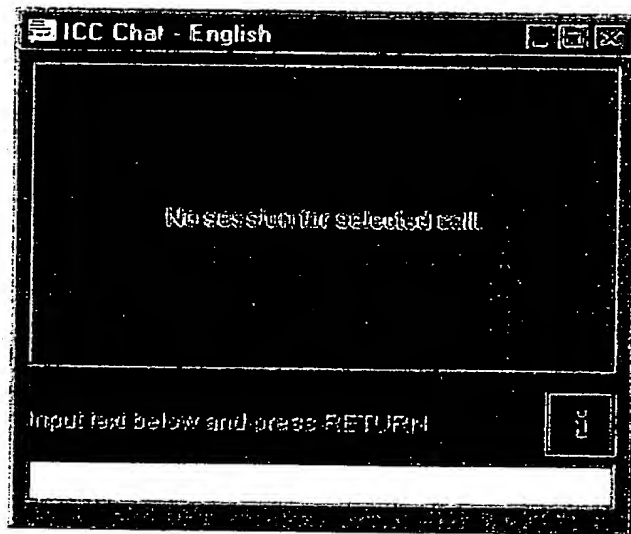 ICC Chat - English
No session for selected call.
Input text below and press RETURN
i